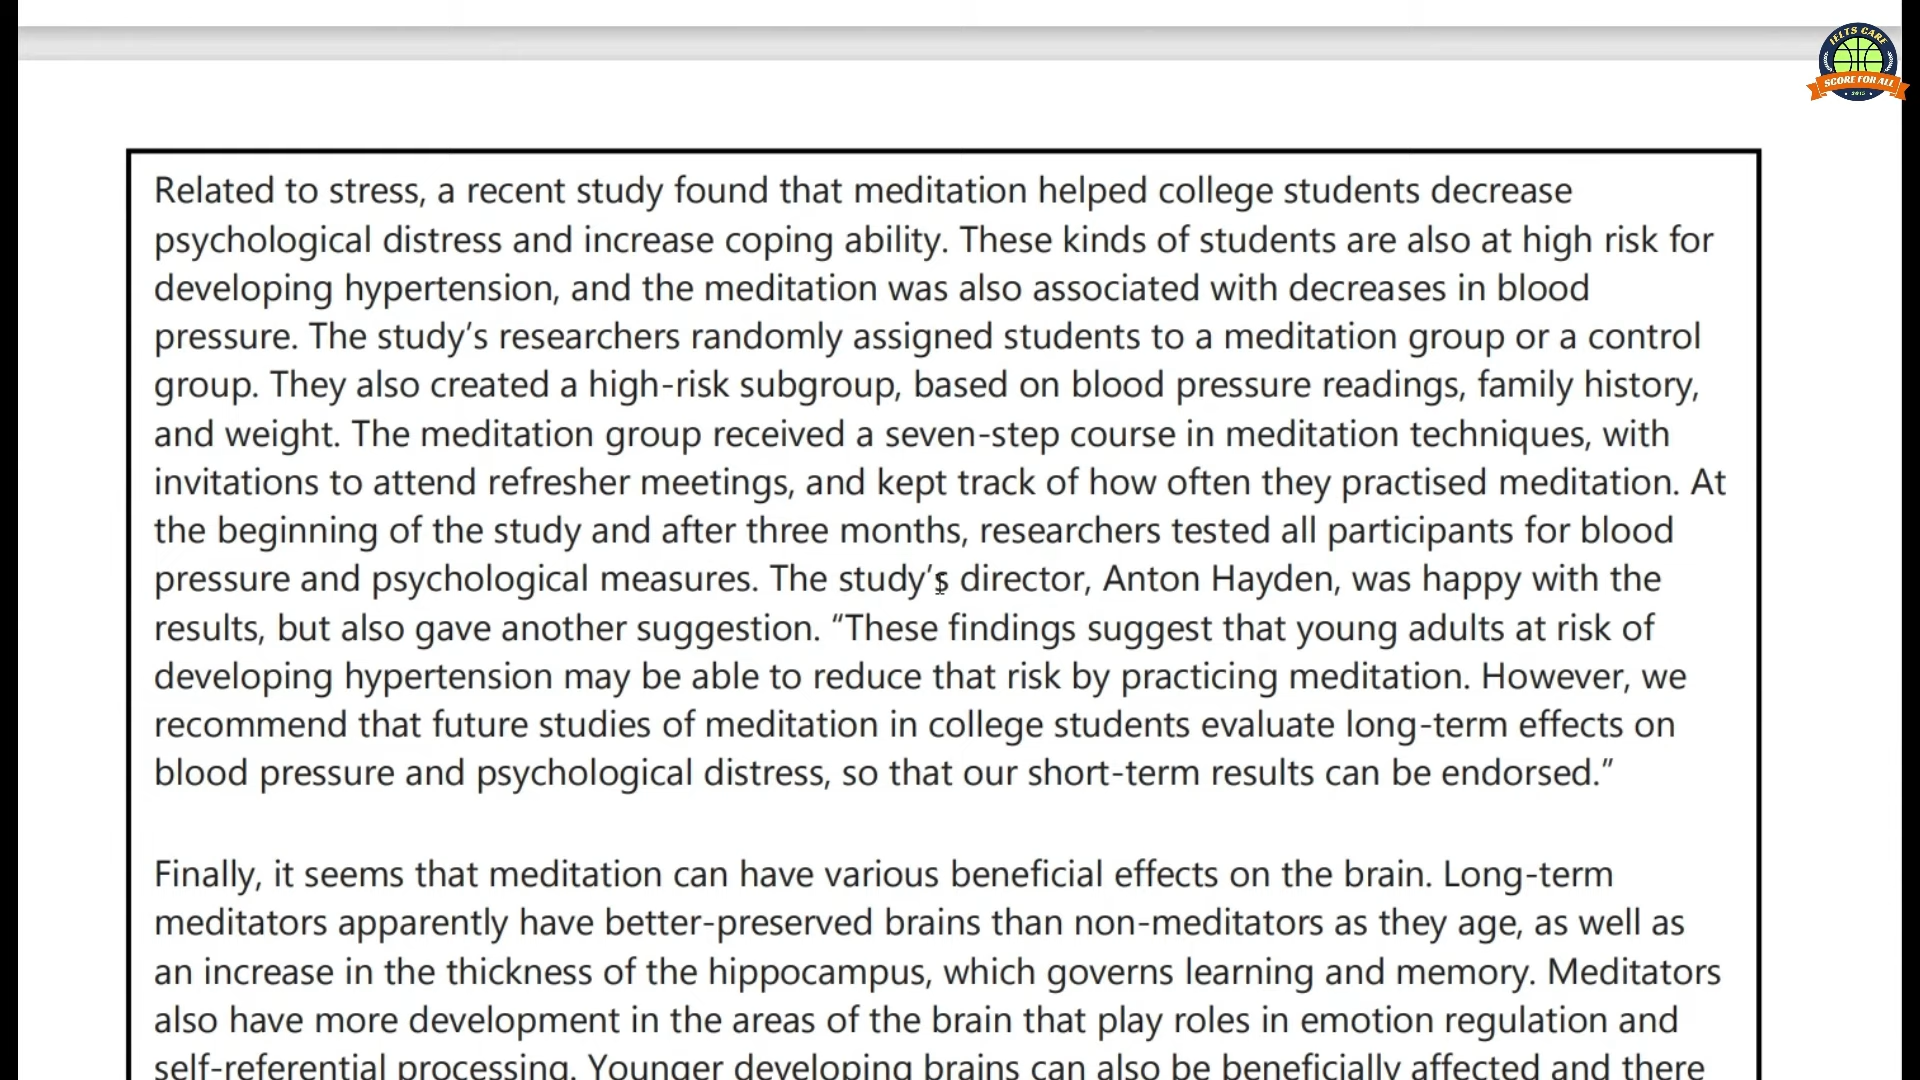 IELTS CARE
SCORE FOR ALL
2015
Related to stress, a recent study found that meditation helped college students decrease
psychological distress and increase coping ability. These kinds of students are also at high risk for
developing hypertension, and the meditation was also associated with decreases in blood
pressure. The study’s researchers randomly assigned students to a meditation group or a control
group. They also created a high-risk subgroup, based on blood pressure readings, family history,
and weight. The meditation group received a seven-step course in meditation techniques, with
invitations to attend refresher meetings, and kept track of how often they practised meditation. At
the beginning of the study and after three months, researchers tested all participants for blood
pressure and psychological measures. The study’s director, Anton Hayden, was happy with the
results, but also gave another suggestion. “These findings suggest that young adults at risk of
developing hypertension may be able to reduce that risk by practicing meditation. However, we
recommend that future studies of meditation in college students evaluate long-term effects on
blood pressure and psychological distress, so that our short-term results can be endorsed.”
Finally, it seems that meditation can have various beneficial effects on the brain. Long-term
meditators apparently have better-preserved brains than non-meditators as they age, as well as
an increase in the thickness of the hippocampus, which governs learning and memory. Meditators
also have more development in the areas of the brain that play roles in emotion regulation and
self-referential processing. Younger developing brains can also be beneficially affected and there